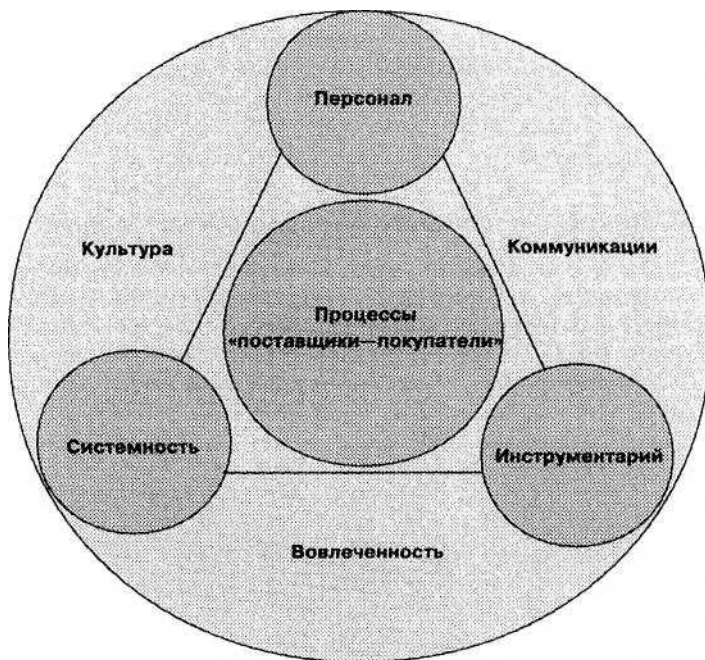 Персонал
Культура
Коммуникации
Процессы
«поставщики—покупатели»
Системность
Инструментарий
Вовлеченность